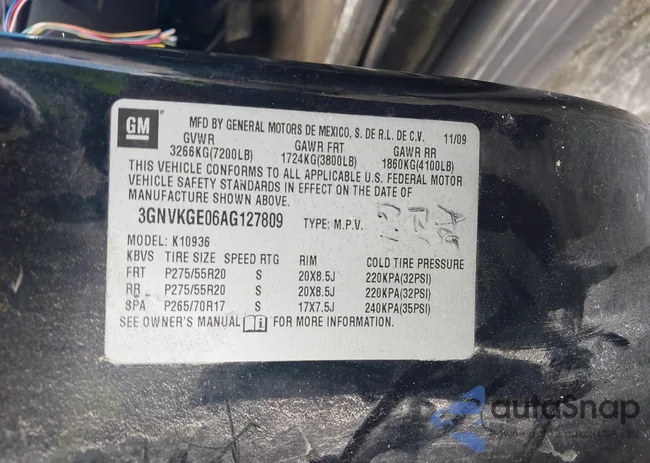 GM
MFD BY GENERAL MOTORS DE MEXICO, S. DE R.L. DE C.V. 11/09
GVWR GAWR FRT GAWR RR
3266KG(7200LB) 1724KG(3800LB) 1860KG(4100LB)
THIS VEHICLE CONFORMS TO ALL APPLICABLE U.S. FEDERAL MOTOR
VEHICLE SAFETY STANDARDS IN EFFECT ON THE DATE OF
MANUFACTURE SHOWN ABOVE.
3GNVKGE06AG127809 TYPE: M.P.V.
MODEL: K10936
KBVS TIRE SIZE SPEED RTG RIM COLD TIRE PRESSURE
FRT P275/55R20 S 20X8.5J 220KPA(32PSI)
RR P275/55R20 S 20X8.5J 220KPA(32PSI)
SPA P265/70R17 S 17X7.5J 240KPA(35PSI)
SEE OWNER'S MANUAL FOR MORE INFORMATION.
autoSnap